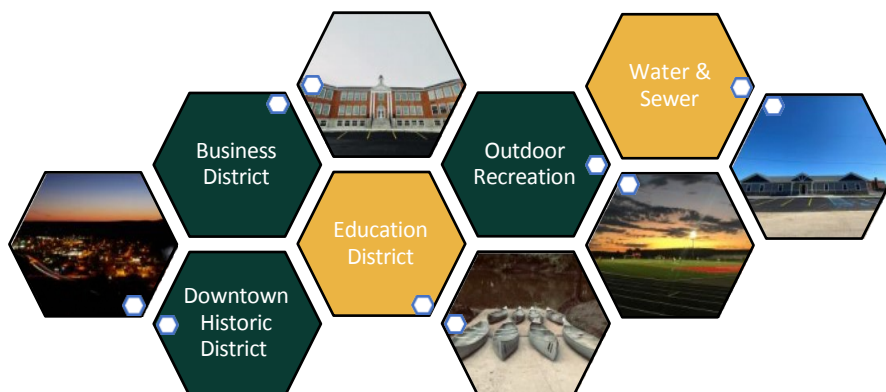 Business
District
Downtown
Historic
District
Education
District
Outdoor
Recreation
Water &
Sewer